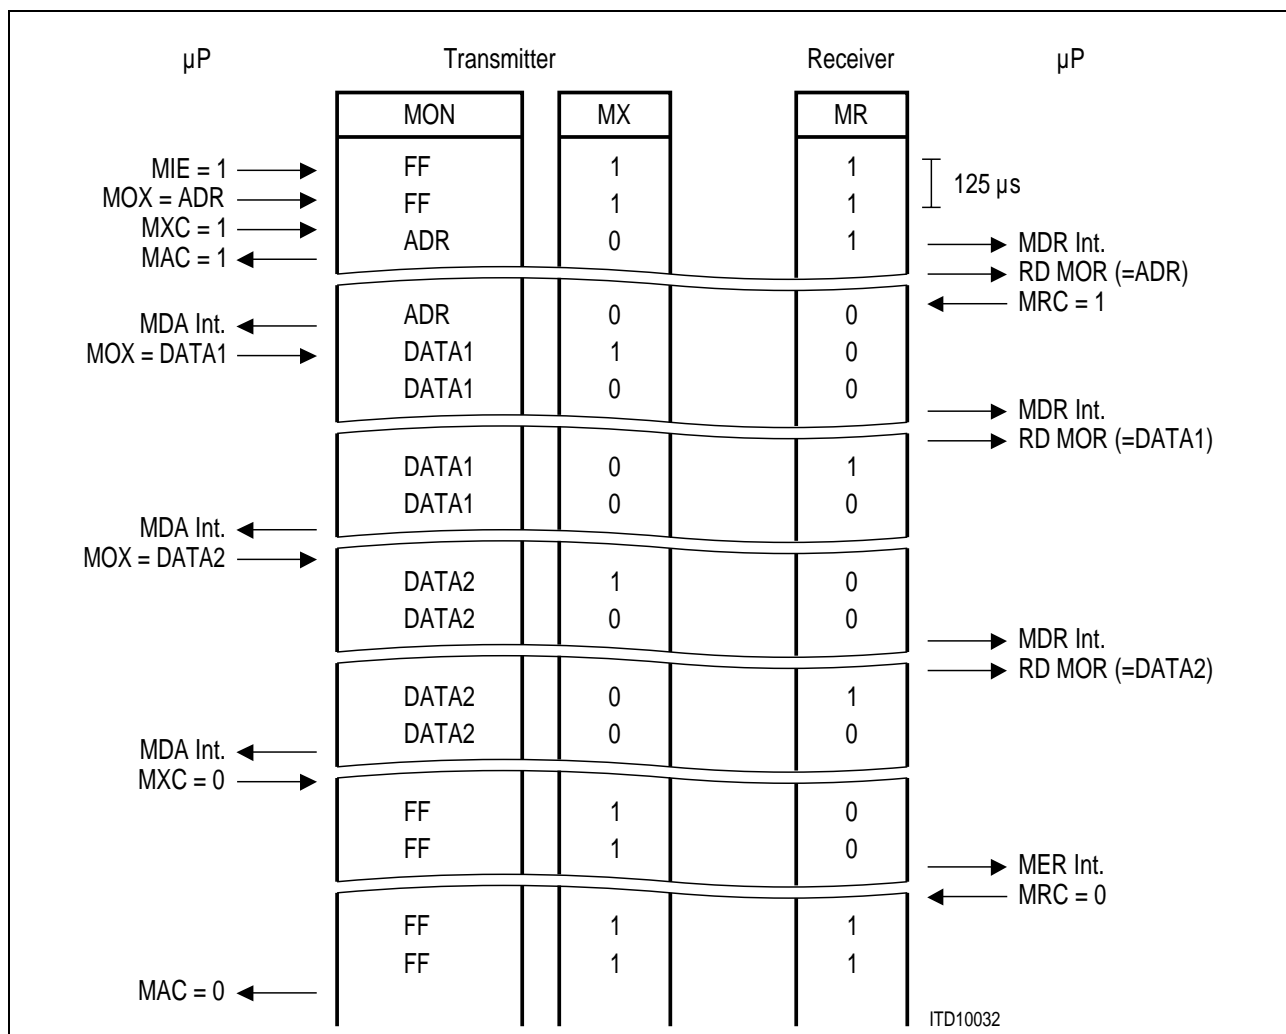 µP Transmitter Receiver µP
MON MX MR
MIE = 1 FF 1 1
125 µs
MOX = ADR FF 1 1
MXC = 1 ADR 0 1 MDR Int.
MAC = 1 RD MOR (=ADR)
MRC = 1
ADR 0 0
MDA Int.
MOX = DATA1 DATA1 1 0
DATA1 0 0
MDR Int.
RD MOR (=DATA1)
DATA1 0 1
DATA1 0 0
MDA Int.
MOX = DATA2
DATA2 1 0
DATA2 0 0
MDR Int.
RD MOR (=DATA2)
DATA2 0 1
DATA2 0 0
MDA Int.
MXC = 0
FF 1 0
FF 1 0
MER Int.
MRC = 0
FF 1 1
FF 1 1
MAC = 0
ITD10032